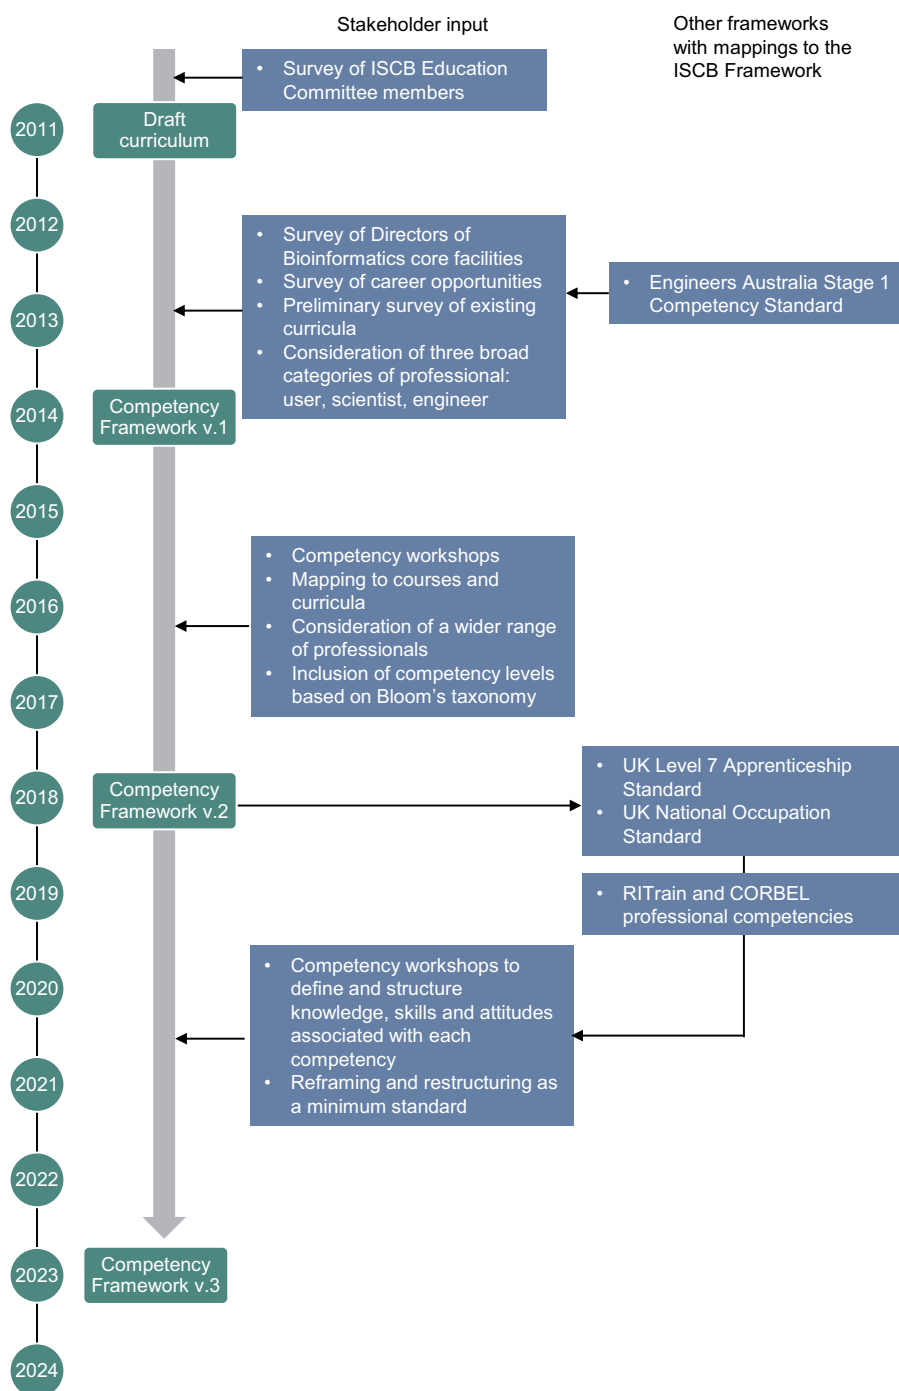 Stakeholder input
Other frameworks
with mappings to the
ISCB Framework
• Survey of ISCB Education
Committee members
2011
Draft
curriculum
2012
• Survey of Directors of
Bioinformatics core facilities
• Survey of career opportunities
• Preliminary survey of existing
curricula
• Consideration of three broad
categories of professional:
user, scientist, engineer
• Engineers Australia Stage 1
Competency Standard
2013
2014
Competency
Framework v.1
2015
• Competency workshops
• Mapping to courses and
curricula
• Consideration of a wider range
of professionals
• Inclusion of competency levels
based on Bloom’s taxonomy
2016
2017
2018
Competency
Framework v.2
• UK Level 7 Apprenticeship
Standard
• UK National Occupation
Standard
2019
• RITrain and CORBEL
professional competencies
2020
• Competency workshops to
define and structure
knowledge, skills and attitudes
associated with each
competency
• Reframing and restructuring as
a minimum standard
2021
2022
2023
Competency
Framework v.3
2024